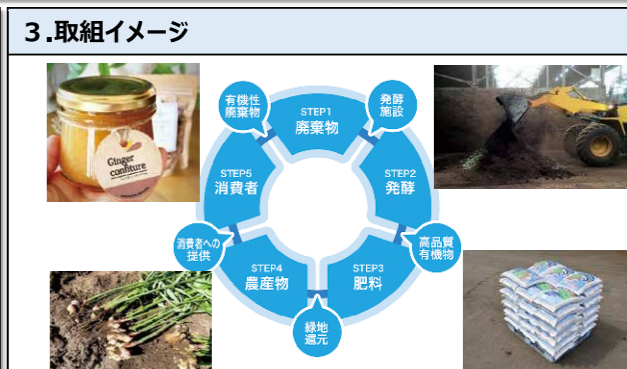 3.取組イメージ
有機性
廃棄物
STEP1
廃棄物
発酵
施設
STEP5
消費者
STEP2
発酵
消費者への
提供
高品質
有機物
STEP4
農産物
STEP3
肥料
緑地
還元
Ginger
confiture